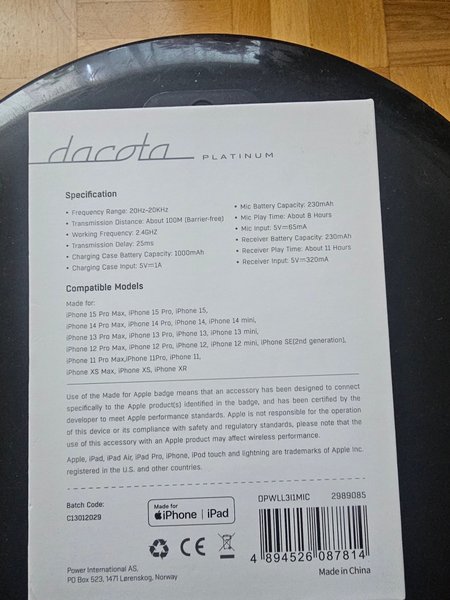 dacota PLATINUM
Specification
• Frequency Range: 20Hz~20KHz
• Transmission Distance: About 100M (Barrier-free)
• Working Frequency: 2.4GHZ
• Transmission Delay: 25ms
• Charging Case Battery Capacity: 1000mAh
• Charging Case Input: 5V⎓1A
• Mic Battery Capacity: 230mAh
• Mic Play Time: About 8 Hours
• Mic Input: 5V⎓65mA
• Receiver Battery Capacity: 230mAh
• Receiver Play Time: About 11 Hours
• Receiver Input: 5V⎓320mA
Compatible Models
Made for:
iPhone 15 Pro Max, iPhone 15 Pro, iPhone 15,
iPhone 14 Pro Max, iPhone 14 Pro, iPhone 14, iPhone 14 mini,
iPhone 13 Pro Max, iPhone 13 Pro, iPhone 13, iPhone 13 mini,
iPhone 12 Pro Max, iPhone 12 Pro, iPhone 12, iPhone 12 mini, iPhone SE(2nd generation),
iPhone 11 Pro Max,iPhone 11Pro, iPhone 11,
iPhone XS Max, iPhone XS, iPhone XR
Use of the Made for Apple badge means that an accessory has been designed to connect
specifically to the Apple product(s) identified in the badge, and has been certified by the
developer to meet Apple performance standards. Apple is not responsible for the operation
of this device or its compliance with safety and regulatory standards, please note that the
use of this accessory with an Apple product may affect wireless performance.
Apple, iPad, iPad Air, iPad Pro, iPhone, iPod touch and lightning are trademarks of Apple Inc.
registered in the U.S. and other countries.
Batch Code:
C13012029
Made for
iPhone | iPad
DPWLL3I1MIC 2989085
CE
4 894526 087814
Power International AS,
PO Box 523, 1471 Lørenskog, Norway
Made in China